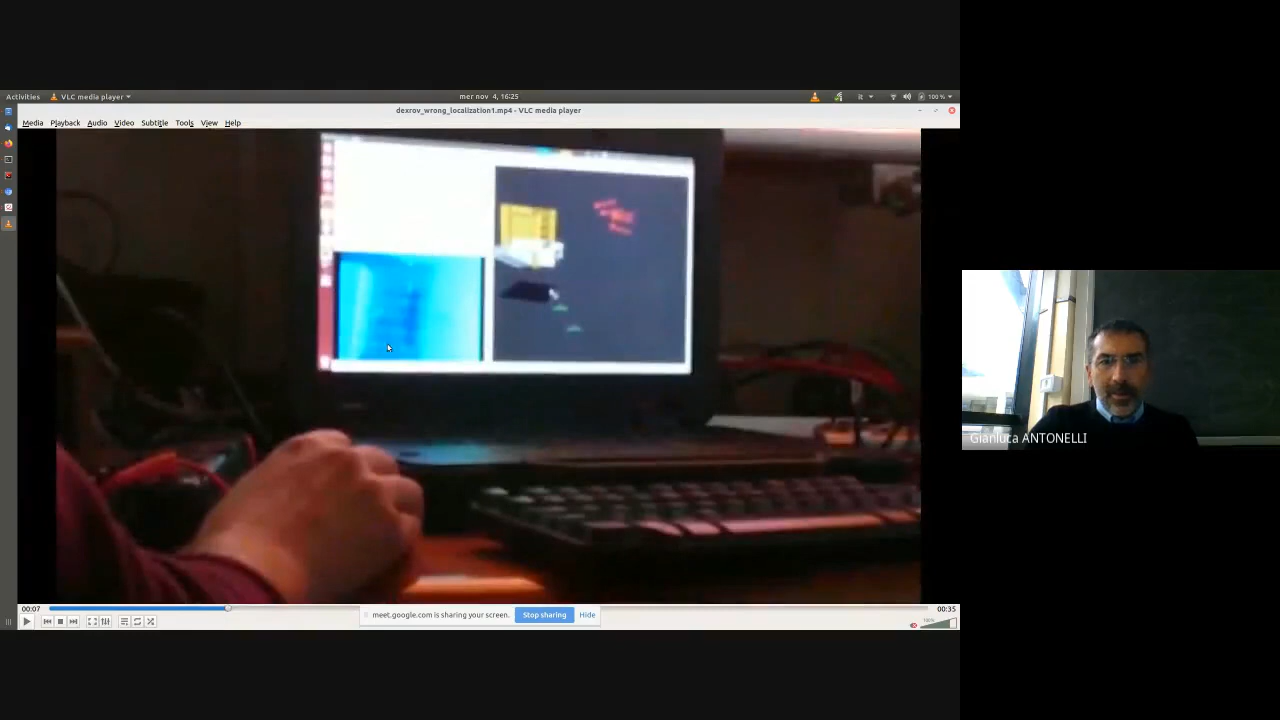 Activities VLC media player mer nov 4, 16:25 100 %
dexrov_wrong_localization1.mp4 - VLC media player
Media Playback Audio Video Subtitle Tools View Help
Gianluca ANTONELLI
00:07 00:35
meet.google.com is sharing your screen. Stop sharing Hide
100%